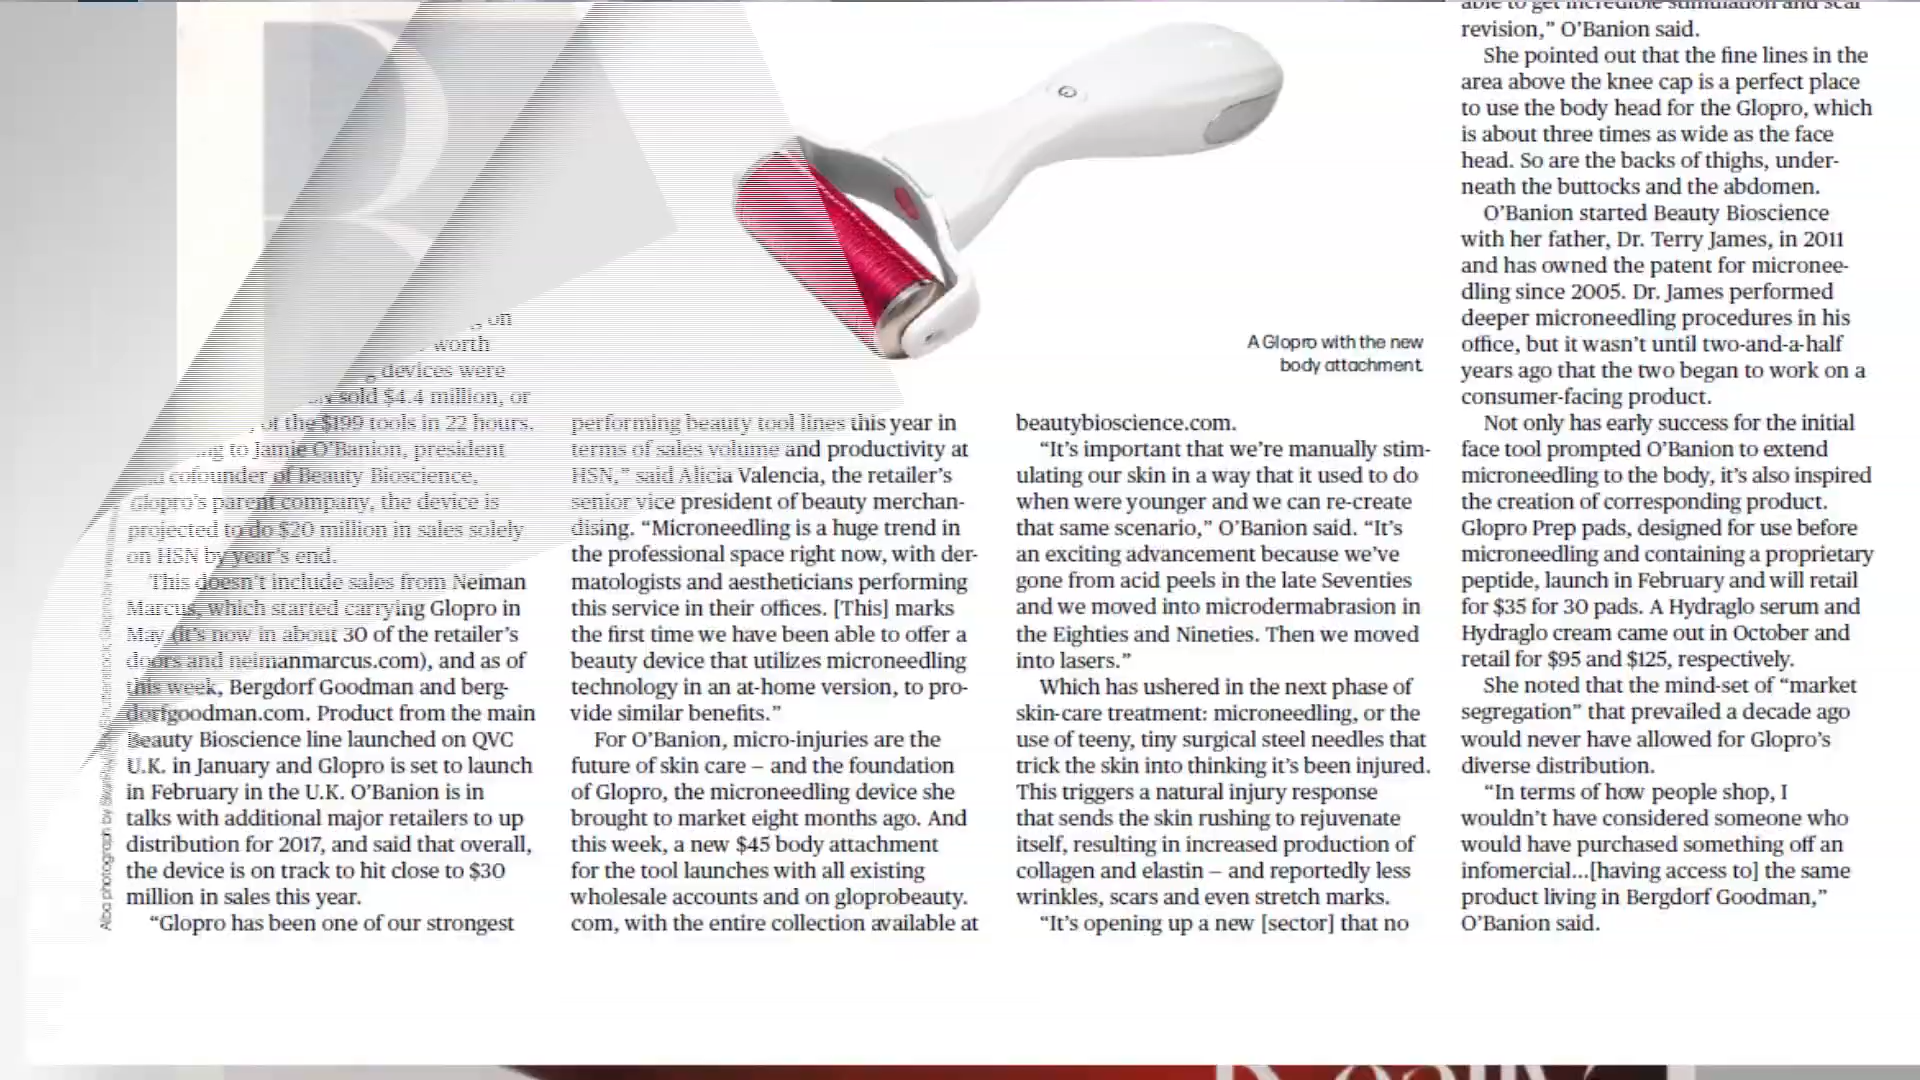 on
worth
devices were
sold $4.4 million, or
of the $199 tools in 22 hours.
to Jamie O’Banion, president
cofounder of Beauty Bioscience,
Glopro’s parent company, the device is
projected to do $20 million in sales solely
on HSN by year’s end.
This doesn’t include sales from Neiman
Marcus, which started carrying Glopro in
May (it’s now in about 30 of the retailer’s
doors and neimanmarcus.com), and as of
this week, Bergdorf Goodman and berg-
dorfgoodman.com. Product from the main
Beauty Bioscience line launched on QVC
U.K. in January and Glopro is set to launch
in February in the U.K. O’Banion is in
talks with additional major retailers to up
distribution for 2017, and said that overall,
the device is on track to hit close to $30
million in sales this year.
“Glopro has been one of our strongest
performing beauty tool lines this year in
terms of sales volume and productivity at
HSN,” said Alicia Valencia, the retailer’s
senior vice president of beauty merchan-
dising. “Microneedling is a huge trend in
the professional space right now, with der-
matologists and aestheticians performing
this service in their offices. [This] marks
the first time we have been able to offer a
beauty device that utilizes microneedling
technology in an at-home version, to pro-
vide similar benefits.”
For O’Banion, micro-injuries are the
future of skin care – and the foundation
of Glopro, the microneedling device she
brought to market eight months ago. And
this week, a new $45 body attachment
for the tool launches with all existing
wholesale accounts and on gloprobeauty.
com, with the entire collection available at
A Glopro with the new
body attachment.
beautybioscience.com.
“It’s important that we’re manually stim-
ulating our skin in a way that it used to do
when were younger and we can re-create
that same scenario,” O’Banion said. “It’s
an exciting advancement because we’ve
gone from acid peels in the late Seventies
and we moved into microdermabrasion in
the Eighties and Nineties. Then we moved
into lasers.”
Which has ushered in the next phase of
skin-care treatment: microneedling, or the
use of teeny, tiny surgical steel needles that
trick the skin into thinking it’s been injured.
This triggers a natural injury response
that sends the skin rushing to rejuvenate
itself, resulting in increased production of
collagen and elastin – and reportedly less
wrinkles, scars and even stretch marks.
“It’s opening up a new [sector] that no
able to get incredible stimulation and scar
revision,” O’Banion said.
She pointed out that the fine lines in the
area above the knee cap is a perfect place
to use the body head for the Glopro, which
is about three times as wide as the face
head. So are the backs of thighs, under-
neath the buttocks and the abdomen.
O’Banion started Beauty Bioscience
with her father, Dr. Terry James, in 2011
and has owned the patent for micronee-
dling since 2005. Dr. James performed
deeper microneedling procedures in his
office, but it wasn’t until two-and-a-half
years ago that the two began to work on a
consumer-facing product.
Not only has early success for the initial
face tool prompted O’Banion to extend
microneedling to the body, it’s also inspired
the creation of corresponding product.
Glopro Prep pads, designed for use before
microneedling and containing a proprietary
peptide, launch in February and will retail
for $35 for 30 pads. A Hydraglo serum and
Hydraglo cream came out in October and
retail for $95 and $125, respectively.
She noted that the mind-set of “market
segregation” that prevailed a decade ago
would never have allowed for Glopro’s
diverse distribution.
“In terms of how people shop, I
wouldn’t have considered someone who
would have purchased something off an
infomercial...[having access to] the same
product living in Bergdorf Goodman,”
O’Banion said.
Alba photograph by